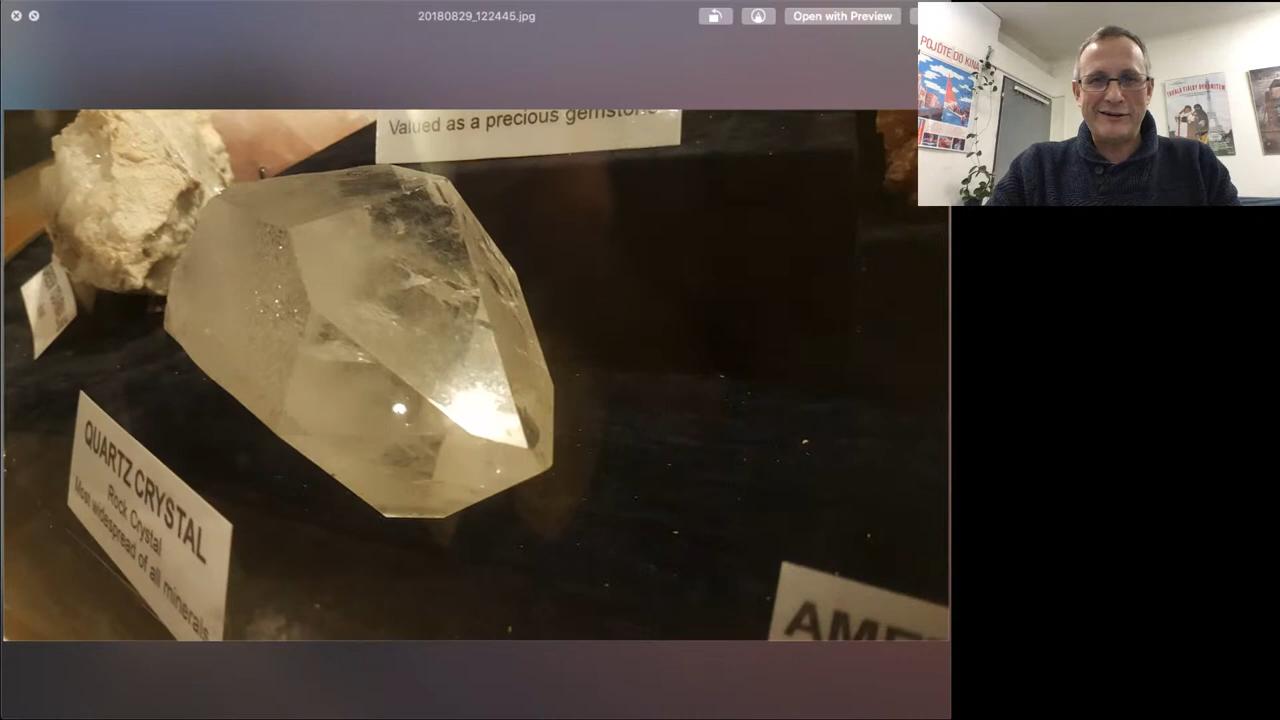 20180829_122445.jpg
Open with Preview
Valued as a precious gemstone
QUARTZ CRYSTAL
Rock Crystal
Most widespread of all minerals
AME
POJĎTE DO KINA